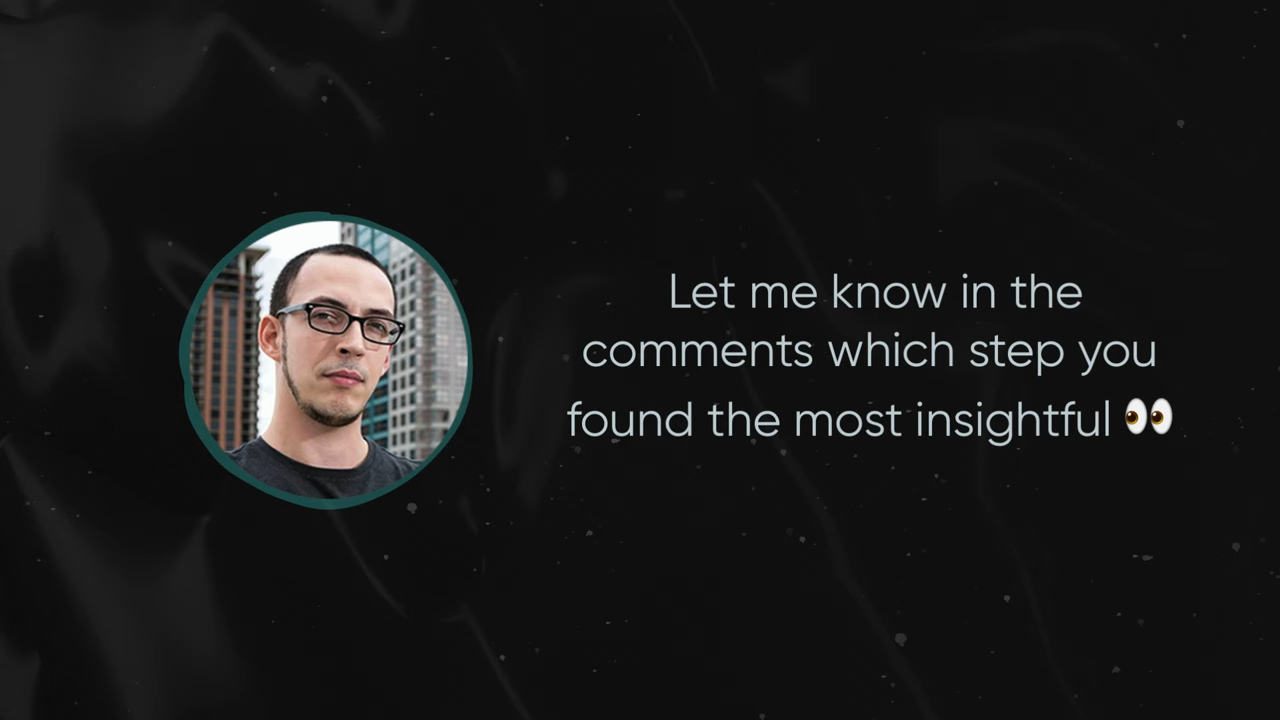 Let me know in the
comments which step you
found the most insightful 👀